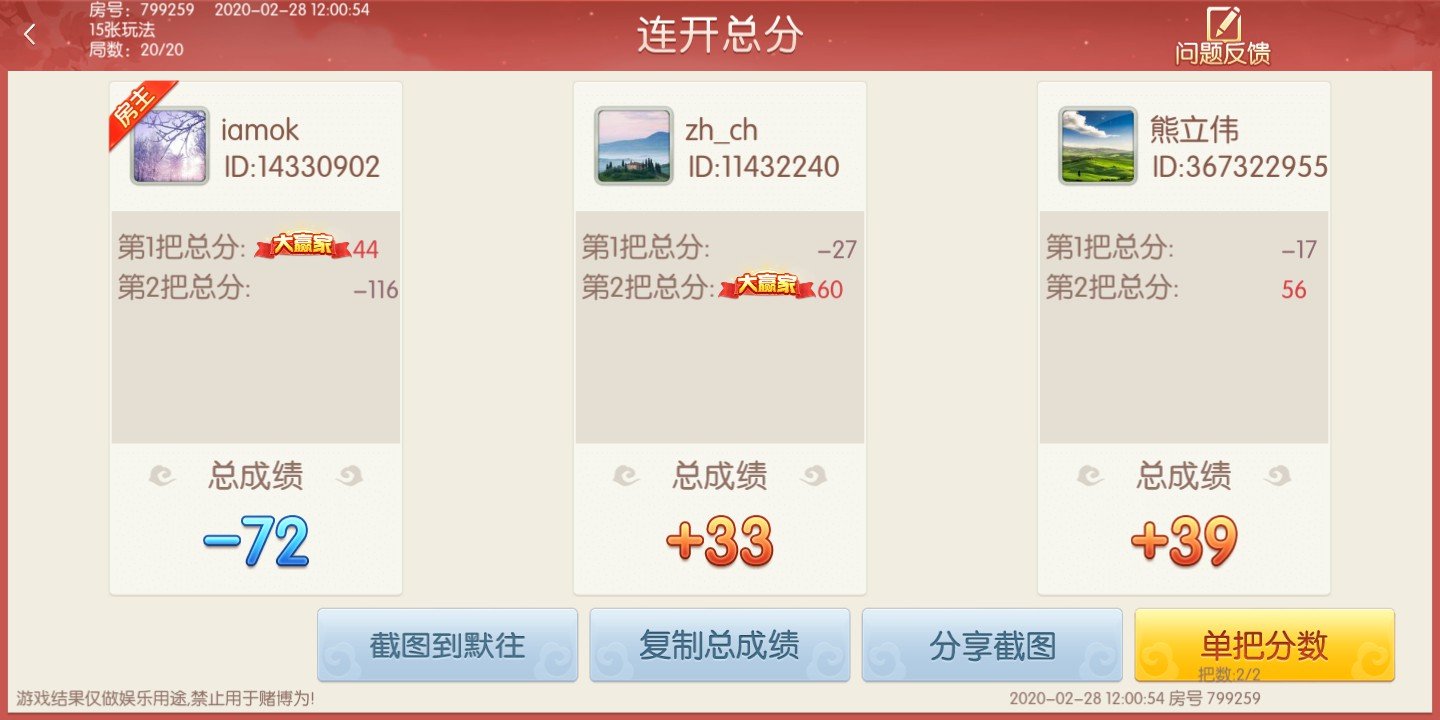 房号：799259 2020-02-28 12:00:54
15张玩法
局数：20/20
连开总分
问题反馈
房主
iamok
ID:14330902
第1把总分: 大赢家 44
第2把总分: -116
总成绩
-72
zh_ch
ID:11432240
第1把总分: -27
第2把总分: 大赢家 60
总成绩
+33
熊立伟
ID:367322955
第1把总分: -17
第2把总分: 56
总成绩
+39
截图到默往
复制总成绩
分享截图
单把分数
把数:2/2
游戏结果仅做娱乐用途,禁止用于赌博为!
2020-02-28 12:00:54 房号 799259